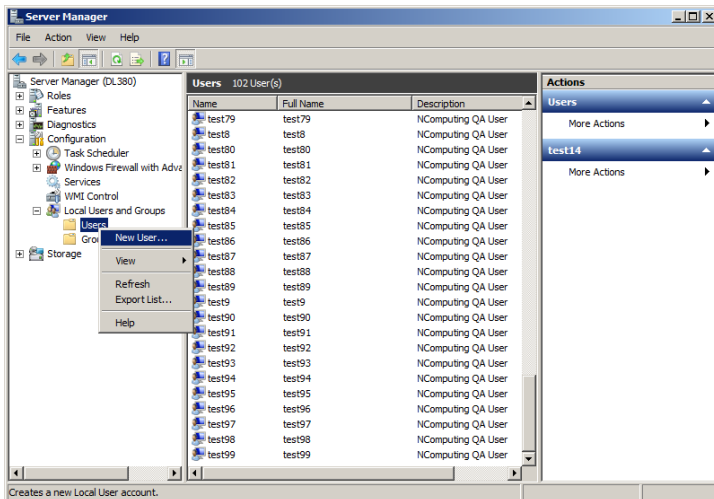 Server Manager
File Action View Help
Server Manager (DL380)
Roles
Features
Diagnostics
Configuration
Task Scheduler
Windows Firewall with Adva
Services
WMI Control
Local Users and Groups
Users
Grou
Storage
New User...
View
Refresh
Export List...
Help
Users 102 User(s)
Name Full Name Description
test79 test79 NComputing QA User
test8 test8 NComputing QA User
test80 test80 NComputing QA User
test81 test81 NComputing QA User
test82 test82 NComputing QA User
test83 test83 NComputing QA User
test84 test84 NComputing QA User
test85 test85 NComputing QA User
test86 test86 NComputing QA User
test87 test87 NComputing QA User
test88 test88 NComputing QA User
test89 test89 NComputing QA User
test9 test9 NComputing QA User
test90 test90 NComputing QA User
test91 test91 NComputing QA User
test92 test92 NComputing QA User
test93 test93 NComputing QA User
test94 test94 NComputing QA User
test95 test95 NComputing QA User
test96 test96 NComputing QA User
test97 test97 NComputing QA User
test98 test98 NComputing QA User
test99 test99 NComputing QA User
Actions
Users
More Actions
test14
More Actions
Creates a new Local User account.